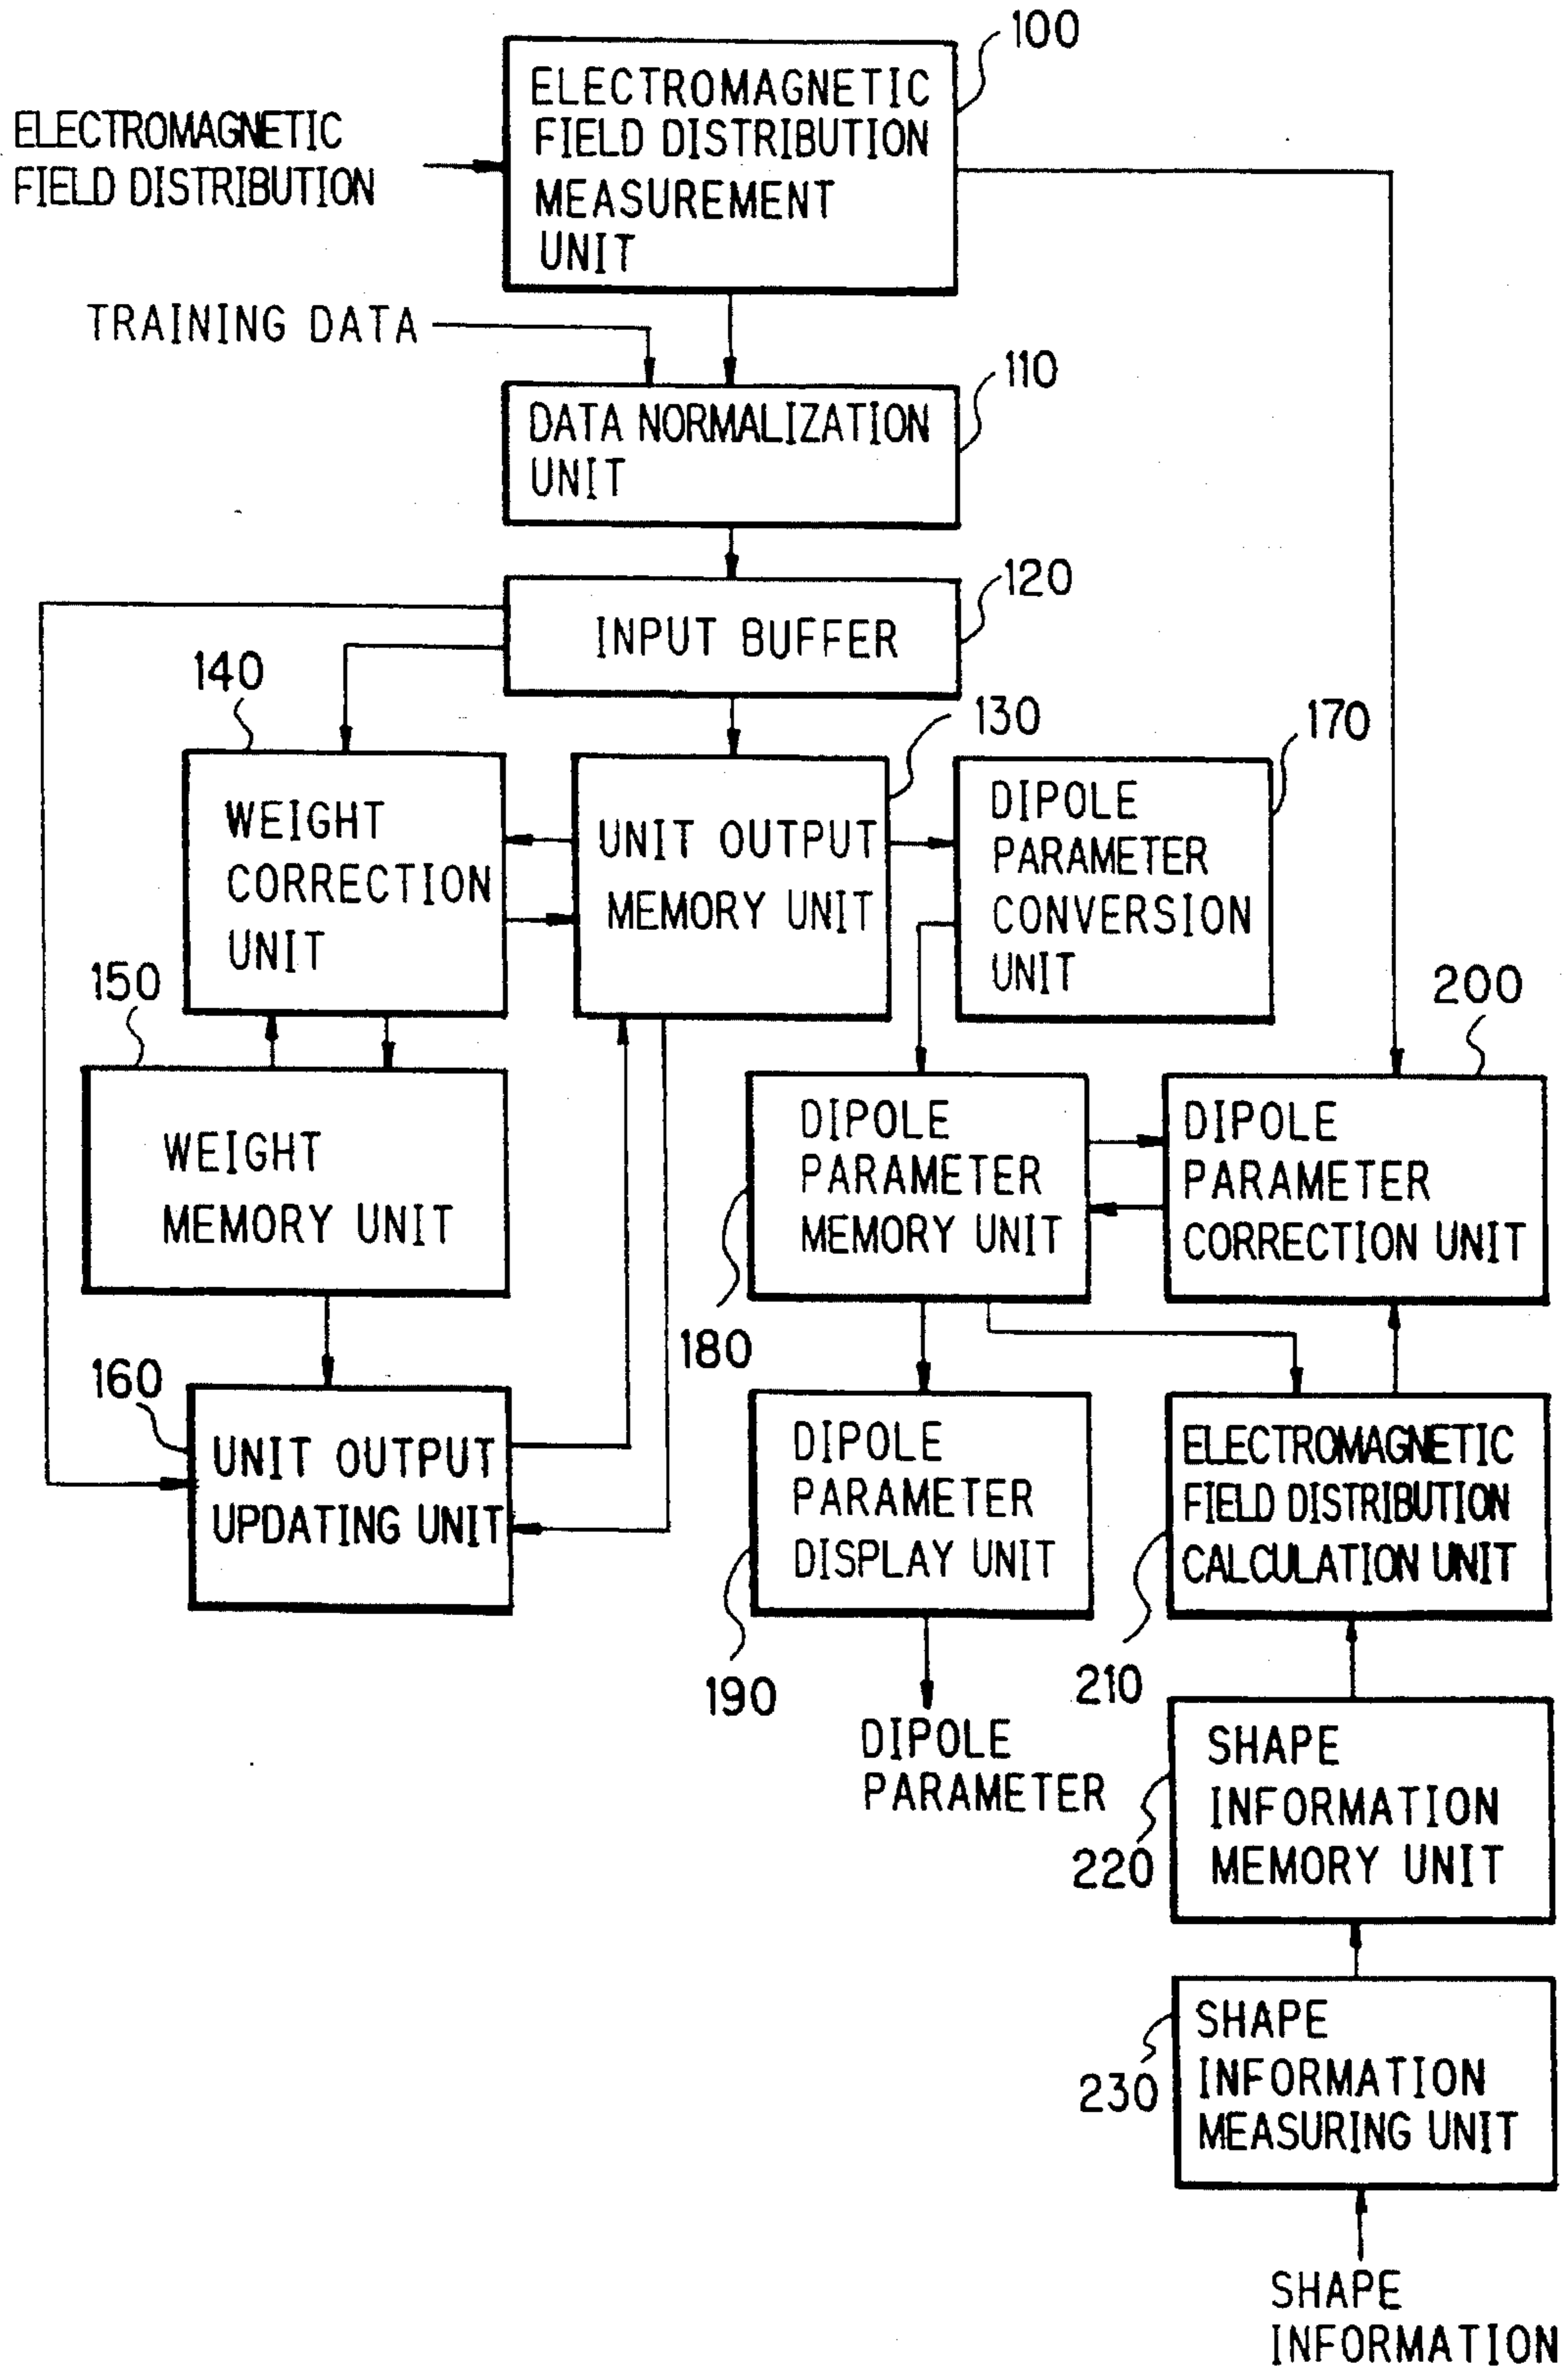 100
ELECTROMAGNETIC
FIELD DISTRIBUTION
ELECTROMAGNETIC
FIELD DISTRIBUTION
MEASUREMENT
UNIT
TRAINING DATA
110
DATA NORMALIZATION
UNIT
120
INPUT BUFFER
140
130
170
WEIGHT
CORRECTION
UNIT
UNIT OUTPUT
MEMORY UNIT
DIPOLE
PARAMETER
CONVERSION
UNIT
150
200
WEIGHT
MEMORY UNIT
DIPOLE
PARAMETER
MEMORY UNIT
DIPOLE
PARAMETER
CORRECTION UNIT
180
160
UNIT OUTPUT
UPDATING UNIT
DIPOLE
PARAMETER
DISPLAY UNIT
ELECTROMAGNETIC
FIELD DISTRIBUTION
CALCULATION UNIT
190
210
DIPOLE
PARAMETER
SHAPE
INFORMATION
MEMORY UNIT
220
SHAPE
INFORMATION
MEASURING UNIT
230
SHAPE
INFORMATION